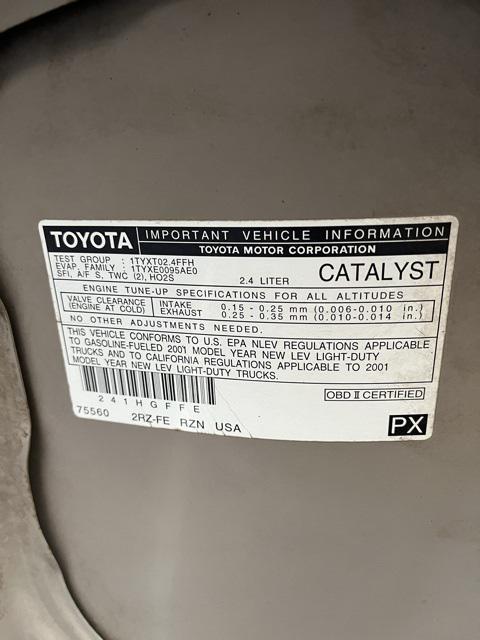 TOYOTA IMPORTANT VEHICLE INFORMATION
TOYOTA MOTOR CORPORATION
TEST GROUP : 1TYXT02.4FFH
EVAP. FAMILY : 1TYXE0095AE0
SFI, A/F S, TWC (2), HO2S 2.4 LITER CATALYST
ENGINE TUNE-UP SPECIFICATIONS FOR ALL ALTITUDES
VALVE CLEARANCE INTAKE 0.15 - 0.25 mm (0.006-0.010 in.)
(ENGINE AT COLD) EXHAUST 0.25 - 0.35 mm (0.010-0.014 in.)
NO OTHER ADJUSTMENTS NEEDED.
THIS VEHICLE CONFORMS TO U.S. EPA NLEV REGULATIONS APPLICABLE
TO GASOLINE-FUELED 2001 MODEL YEAR NEW LEV LIGHT-DUTY
TRUCKS AND TO CALIFORNIA REGULATIONS APPLICABLE TO 2001
MODEL YEAR NEW LEV LIGHT-DUTY TRUCKS.
241HGFFE
OBD II CERTIFIED
75560 2RZ-FE RZN USA
PX